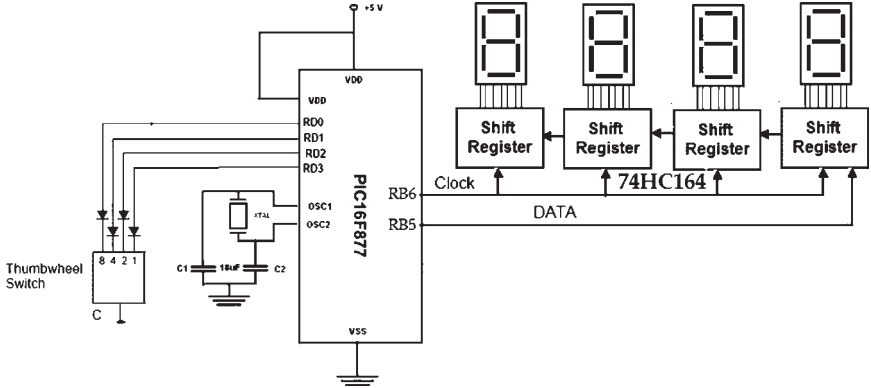 +5 V
VDD
VDD
RD0
RD1
RD2
RD3
PIC16F877
OSC1
OSC2
XTAL
C1 18uF C2
RB6
RB5
VSS
8 4 2 1
Thumbwheel
Switch
C
Shift
Register
Shift
Register
Shift
Register
Shift
Register
Clock
74HC164
DATA